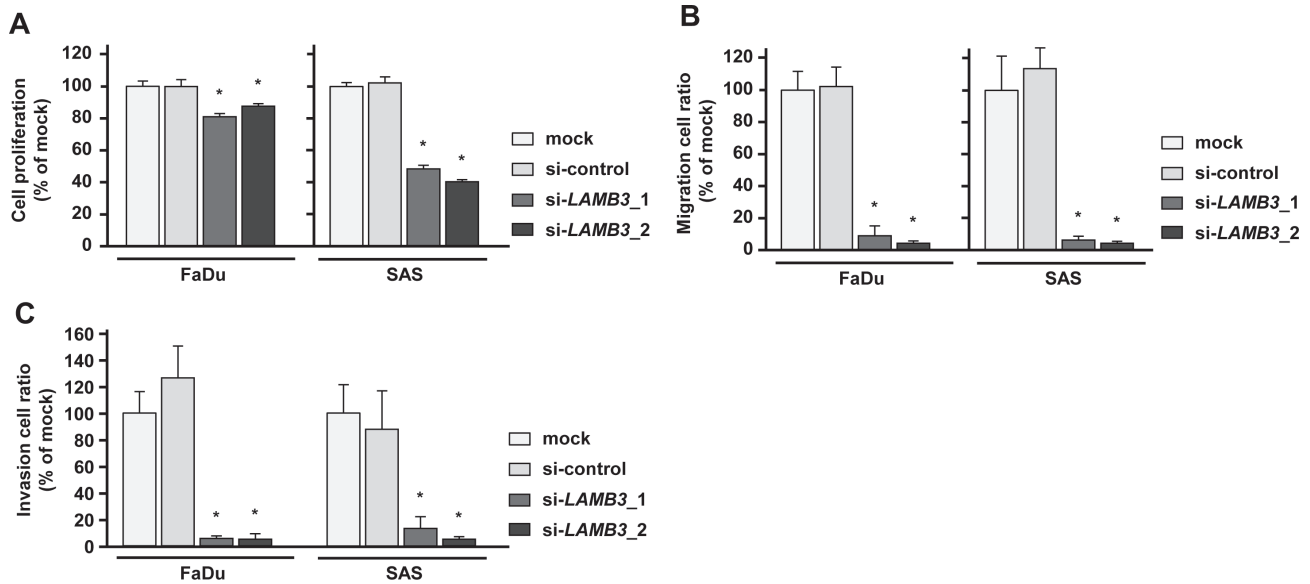 A
Cell proliferation
(% of mock)
120
100
80
60
40
20
0
* *
* *
FaDu
SAS
mock
si-control
si-LAMB3_1
si-LAMB3_2
B
Migration cell ratio
(% of mock)
120
100
80
60
40
20
0
* *
* *
FaDu
SAS
mock
si-control
si-LAMB3_1
si-LAMB3_2
C
Invasion cell ratio
(% of mock)
160
140
120
100
80
60
40
20
0
* *
* *
FaDu
SAS
mock
si-control
si-LAMB3_1
si-LAMB3_2